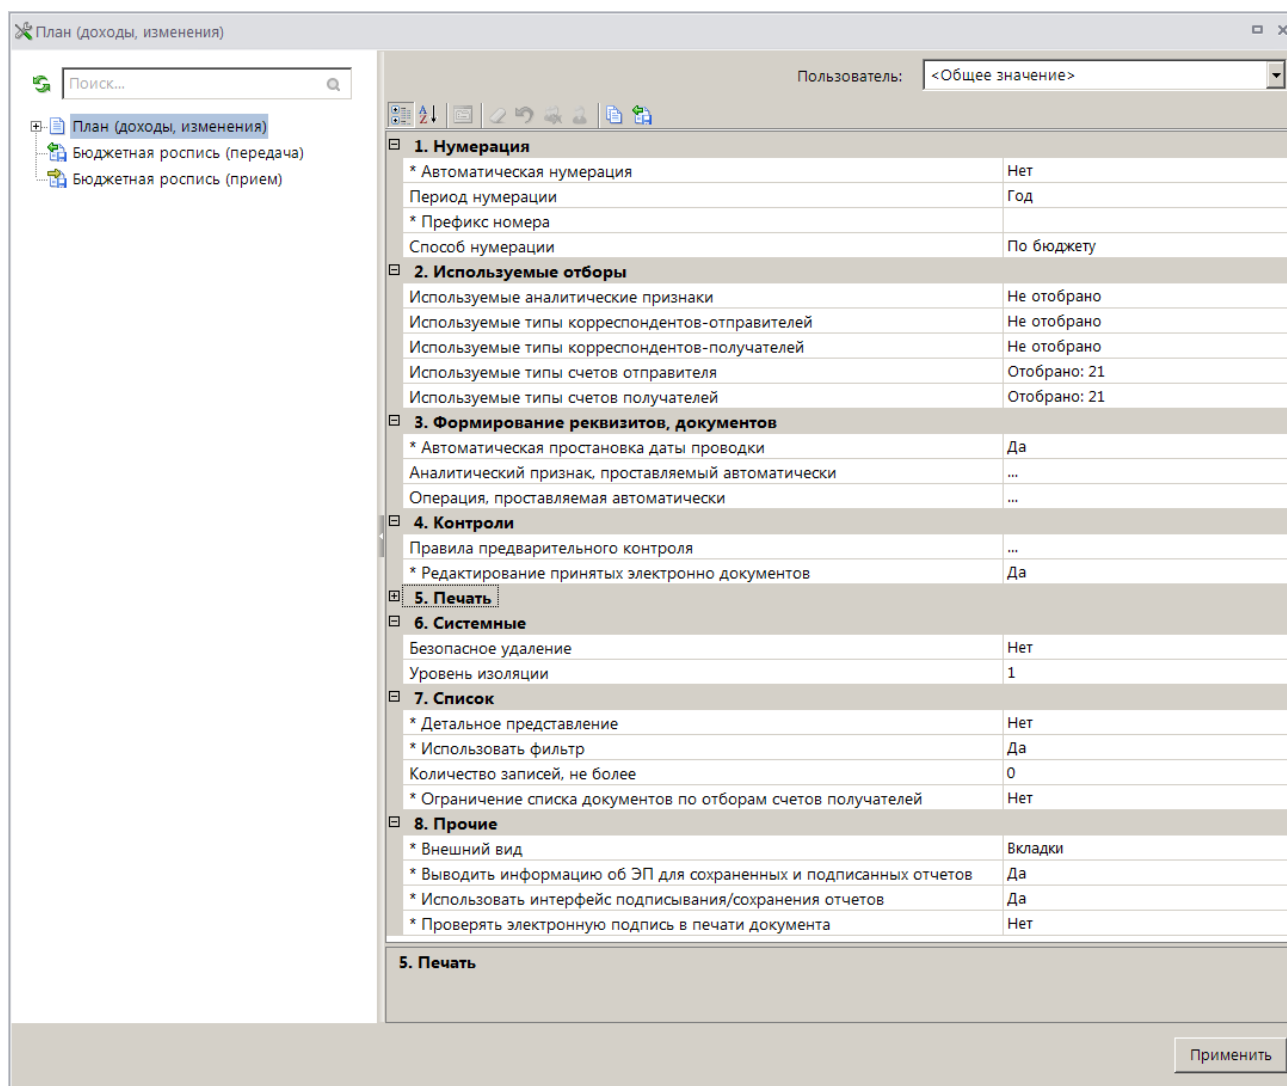 План (доходы, изменения)
Поиск...
Пользователь: <Общее значение>
План (доходы, изменения)
Бюджетная роспись (передача)
Бюджетная роспись (прием)
1. Нумерация
* Автоматическая нумерация Нет
Период нумерации Год
* Префикс номера
Способ нумерации По бюджету
2. Используемые отборы
Используемые аналитические признаки Не отобрано
Используемые типы корреспондентов-отправителей Не отобрано
Используемые типы корреспондентов-получателей Не отобрано
Используемые типы счетов отправителя Отобрано: 21
Используемые типы счетов получателей Отобрано: 21
3. Формирование реквизитов, документов
* Автоматическая простановка даты проводки Да
Аналитический признак, проставляемый автоматически ...
Операция, проставляемая автоматически ...
4. Контроли
Правила предварительного контроля ...
* Редактирование принятых электронно документов Да
5. Печать
6. Системные
Безопасное удаление Нет
Уровень изоляции 1
7. Список
* Детальное представление Нет
* Использовать фильтр Да
Количество записей, не более 0
* Ограничение списка документов по отборам счетов получателей Нет
8. Прочие
* Внешний вид Вкладки
* Выводить информацию об ЭП для сохраненных и подписанных отчетов Да
* Использовать интерфейс подписывания/сохранения отчетов Да
* Проверять электронную подпись в печати документа Нет
5. Печать
Применить